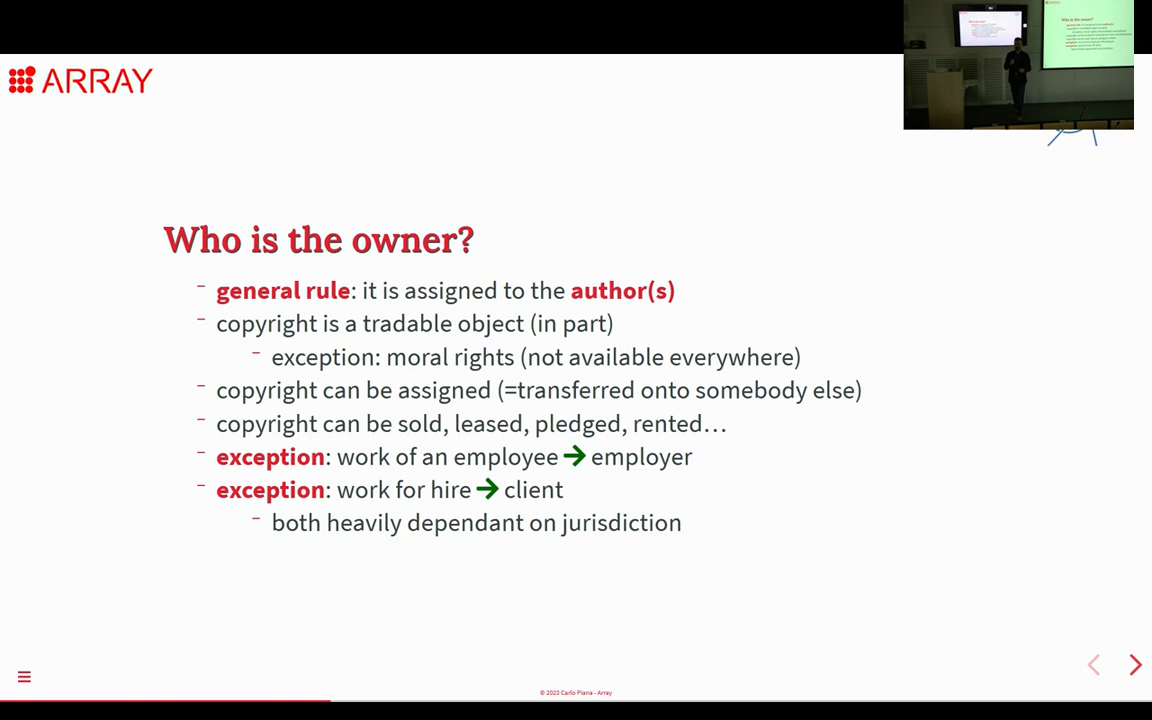 ARRAY
Who is the owner?
general rule: it is assigned to the author(s)
copyright is a tradable object (in part)
exception: moral rights (not available everywhere)
copyright can be assigned (=transferred onto somebody else)
copyright can be sold, leased, pledged, rented…
exception: work of an employee → employer
exception: work for hire → client
both heavily dependant on jurisdiction
© 2023 Carlo Piana - Array